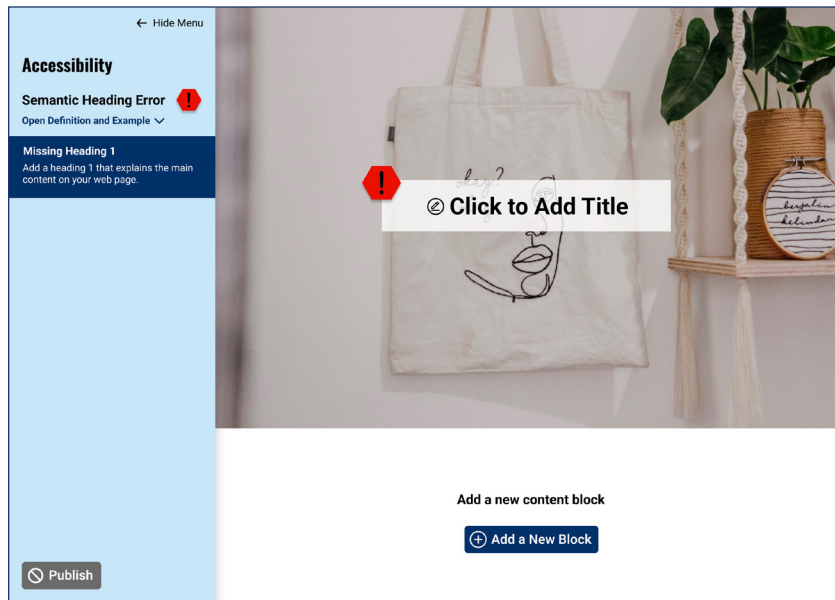 Hide Menu
Accessibility
Semantic Heading Error
!
Open Definition and Example
Missing Heading 1
Add a heading 1 that explains the main
content on your web page.
Publish
!
okay?
Click to Add Title
Add a new content block
Add a New Block